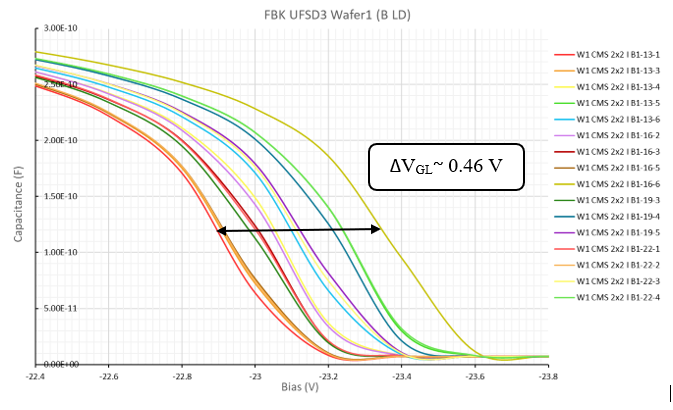 FBK UFSD3 Wafer1 (B LD)
3.00E-10
2.50E-10
2.00E-10
1.50E-10
1.00E-10
5.00E-11
0.00E+00
Capacitance (F)
ΔVGL~ 0.46 V
-22.4 -22.6 -22.8 -23 -23.2 -23.4 -23.6 -23.8
Bias (V)
W1 CMS 2x2 I B1-13-1
W1 CMS 2x2 I B1-13-3
W1 CMS 2x2 I B1-13-4
W1 CMS 2x2 I B1-13-5
W1 CMS 2x2 I B1-13-6
W1 CMS 2x2 I B1-16-2
W1 CMS 2x2 I B1-16-3
W1 CMS 2x2 I B1-16-5
W1 CMS 2x2 I B1-16-6
W1 CMS 2x2 I B1-19-3
W1 CMS 2x2 I B1-19-4
W1 CMS 2x2 I B1-19-5
W1 CMS 2x2 I B1-22-1
W1 CMS 2x2 I B1-22-2
W1 CMS 2x2 I B1-22-3
W1 CMS 2x2 I B1-22-4